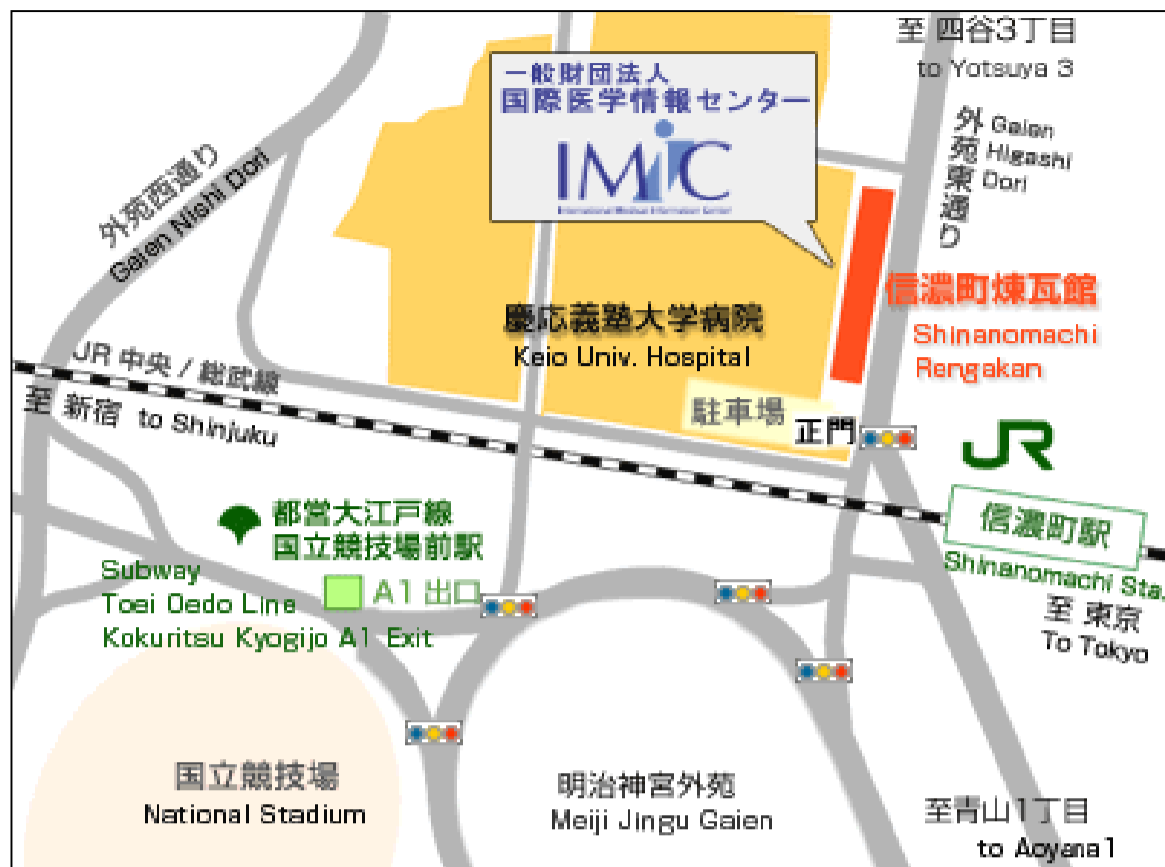 至 四谷3丁目
to Yotsuya 3
一般財団法人
国際医学情報センター
IMIC
International Medical Information Center
外苑東通り
Gaien
Higashi
Dori
外苑西通り
Gaien Nishi Dori
信濃町煉瓦館
Shinanomachi
Rengakan
慶応義塾大学病院
Keio Univ. Hospital
JR 中央 / 総武線
至 新宿 to Shinjuku
駐車場
正門
JR
信濃町駅
Shinanomachi Sta.
至 東京
To Tokyo
都営大江戸線
国立競技場前駅
A1 出口
Subway
Toei Oedo Line
Kokuritsu Kyogijo A1 Exit
国立競技場
National Stadium
明治神宮外苑
Meiji Jingu Gaien
至青山1丁目
to Aoyana1